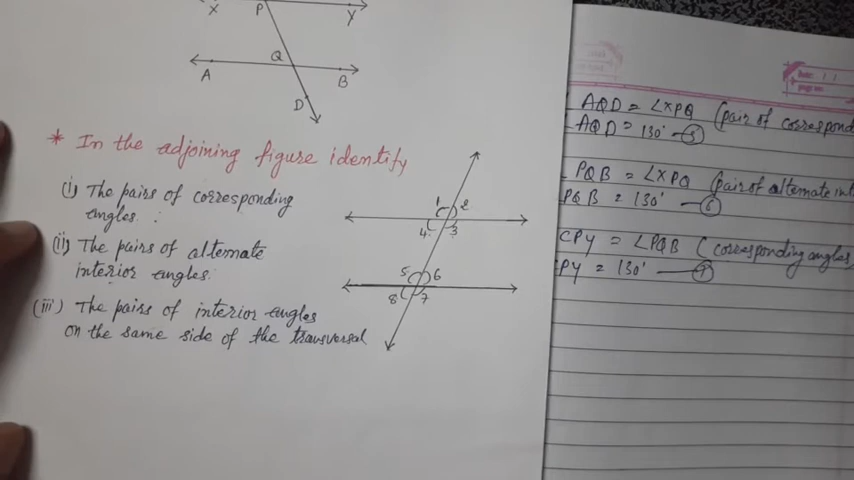 X P Y
A Q B
D
* In the adjoining figure identify
(i) The pairs of corresponding
angles :
(ii) The pairs of alternate
interior angles.
(iii) The pairs of interior angles
on the same side of the transversal
1 2
4 3
5 6
8 7
AQD = ∠XPQ (pair of correspond
AQD = 130° —⑤
PQB = ∠XPQ (pair of alternate int
PQB = 130° —⑥
CPY = ∠PQB (corresponding angles
PY = 130° —⑦